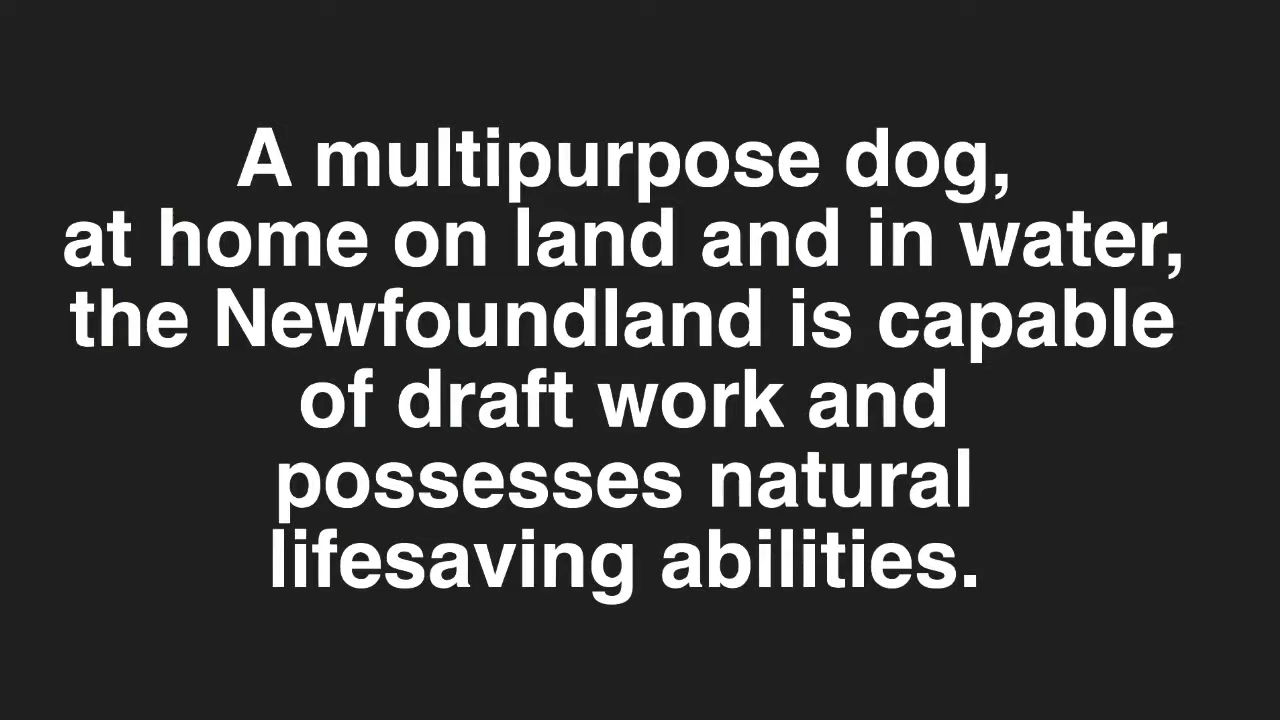 A multipurpose dog,
at home on land and in water,
the Newfoundland is capable
of draft work and
possesses natural
lifesaving abilities.